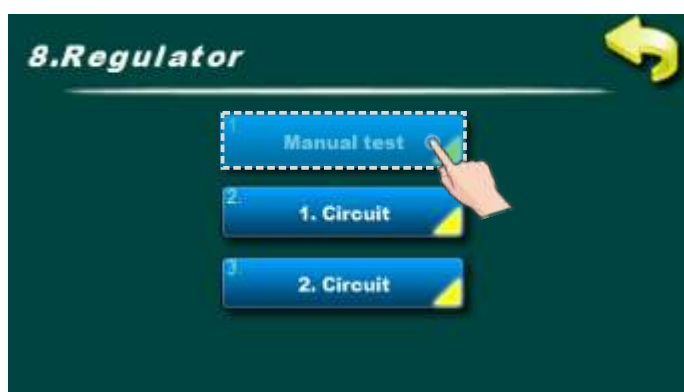 8.Regulator
1.
Manual test
2.
1. Circuit
3.
2. Circuit